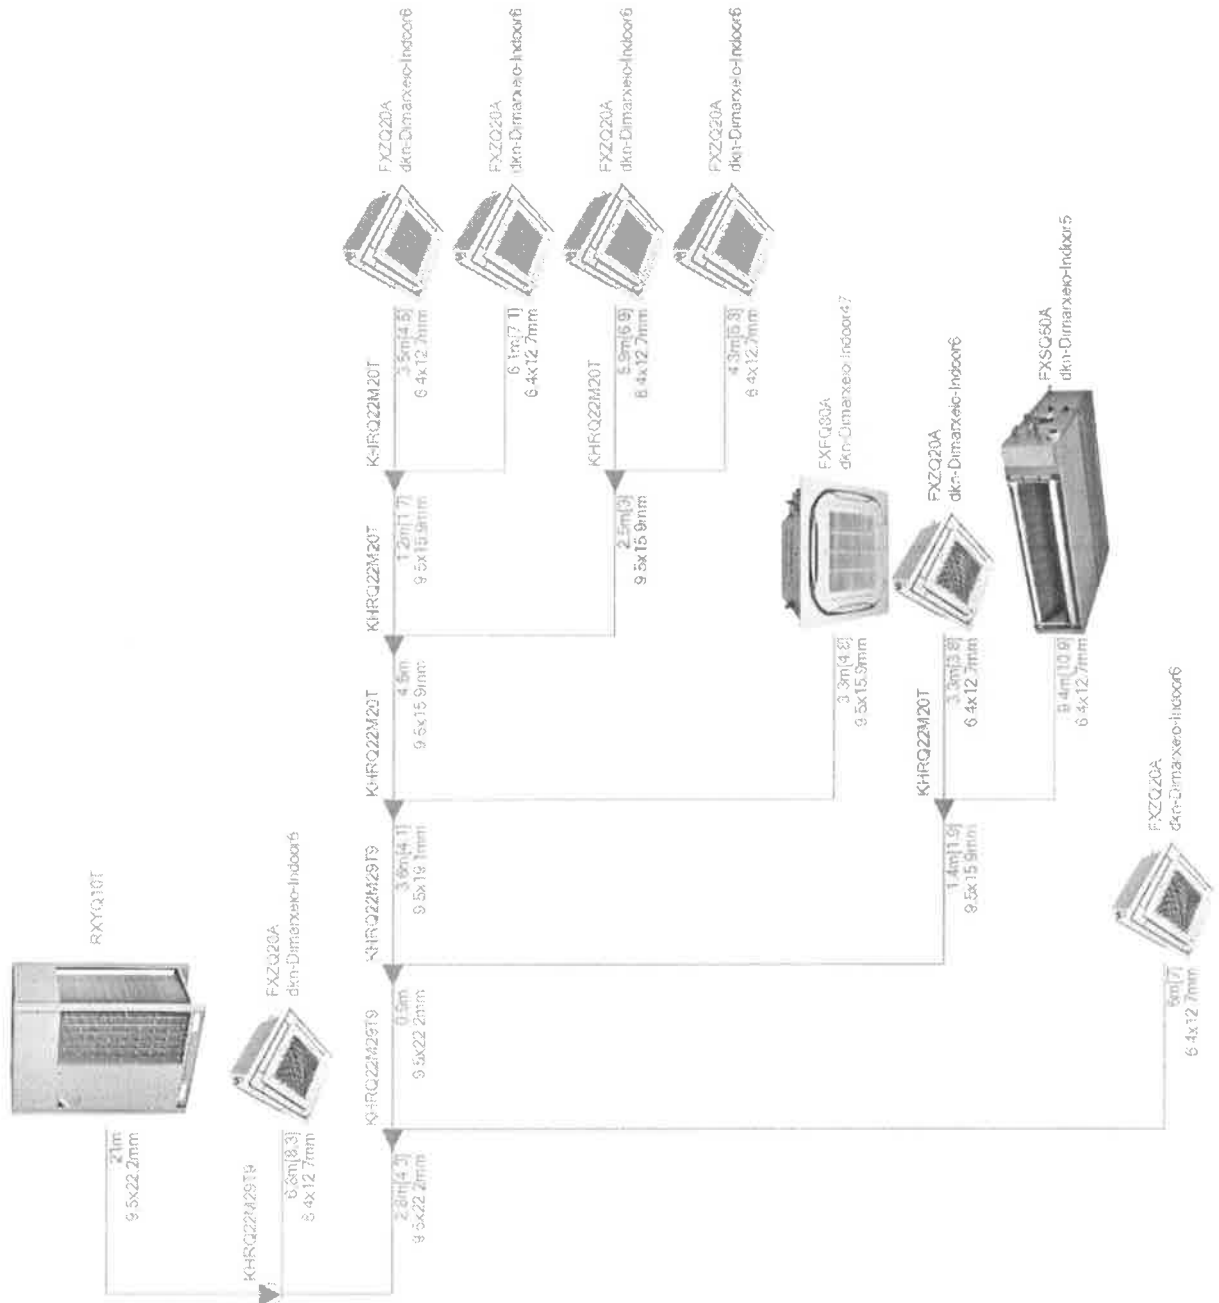 RXYQ10T
21m
9.5x22.2mm
KHRQ22M29T9
FXZQ20A
dkn-Dimarxeio-Indoor6
6.8m[8.3]
6.4x12.7mm
KHRQ22M29T9
KHRQ22M29T9
KHRQ22M20T
KHRQ22M20T
KHRQ22M20T
2.8m[4.3]
9.5x22.2mm
0.9m
9.5x22.2mm
3.6m[4.1]
9.5x19.1mm
4.5m
9.5x15.9mm
1.2m[1.7]
9.5x15.9mm
3.5m[4.5]
6.4x12.7mm
FXZQ20A
dkn-Dimarxeio-Indoor6
6.1m[7.1]
6.4x12.7mm
FXZQ20A
dkn-Dimarxeio-Indoor6
KHRQ22M20T
2.5m[3]
9.5x15.9mm
5.9m[6.9]
6.4x12.7mm
FXZQ20A
dkn-Dimarxeio-Indoor6
4.3m[5.3]
6.4x12.7mm
FXZQ20A
dkn-Dimarxeio-Indoor6
3.3m[4.8]
9.5x15.9mm
FXFQ80A
dkn-Dimarxeio-Indoor47
KHRQ22M20T
1.4m[1.9]
9.5x15.9mm
3.3m[3.8]
6.4x12.7mm
FXZQ20A
dkn-Dimarxeio-Indoor6
9.4m[10.9]
6.4x12.7mm
FXSQ50A
dkn-Dimarxeio-Indoor5
6m[7]
6.4x12.7mm
FXZQ20A
dkn-Dimarxeio-Indoor6